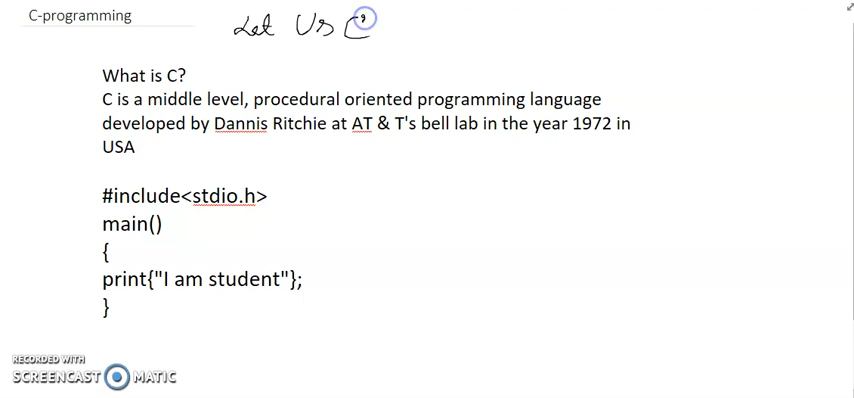 C-programming
Let Us C
What is C?
C is a middle level, procedural oriented programming language
developed by Dannis Ritchie at AT & T's bell lab in the year 1972 in
USA
#include<stdio.h>
main()
{
print{"I am student"};
}
RECORDED WITH
SCREENCAST MATIC